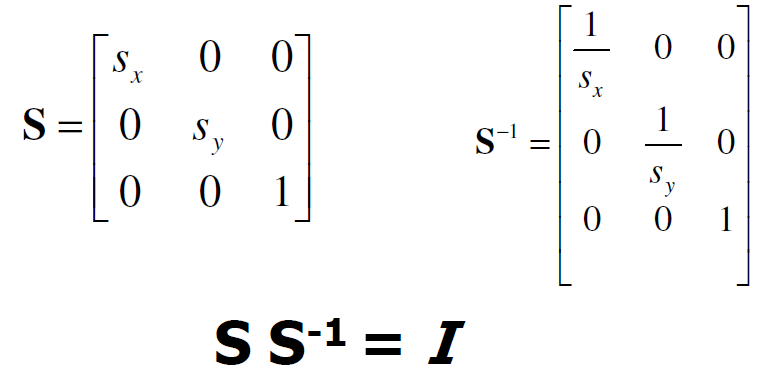 S = [ s_x 0 0
0 s_y 0
0 0 1 ]
S⁻¹ = [ 1/s_x 0 0
0 1/s_y 0
0 0 1 ]
S S⁻¹ = I